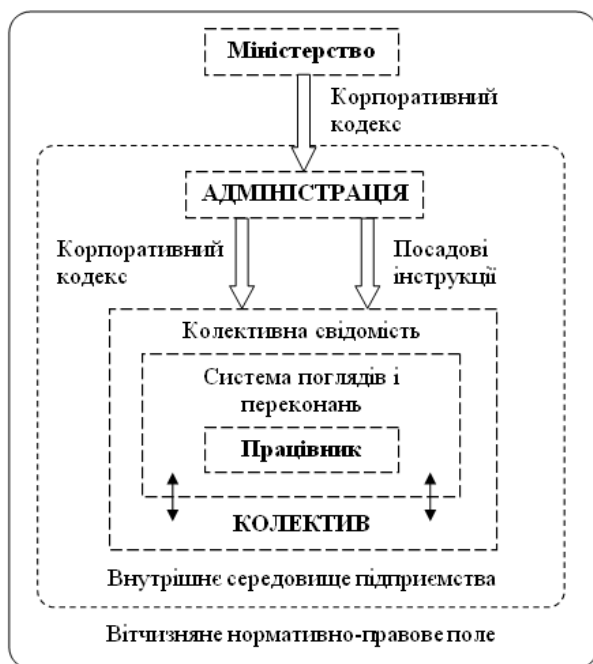 Міністерство
Корпоративний
кодекс
АДМІНІСТРАЦІЯ
Корпоративний
кодекс
Посадові
інструкції
Колективна свідомість
Система поглядів і
переконань
Працівник
КОЛЕКТИВ
Внутрішнє середовище підприємства
Вітчизняне нормативно-правове поле